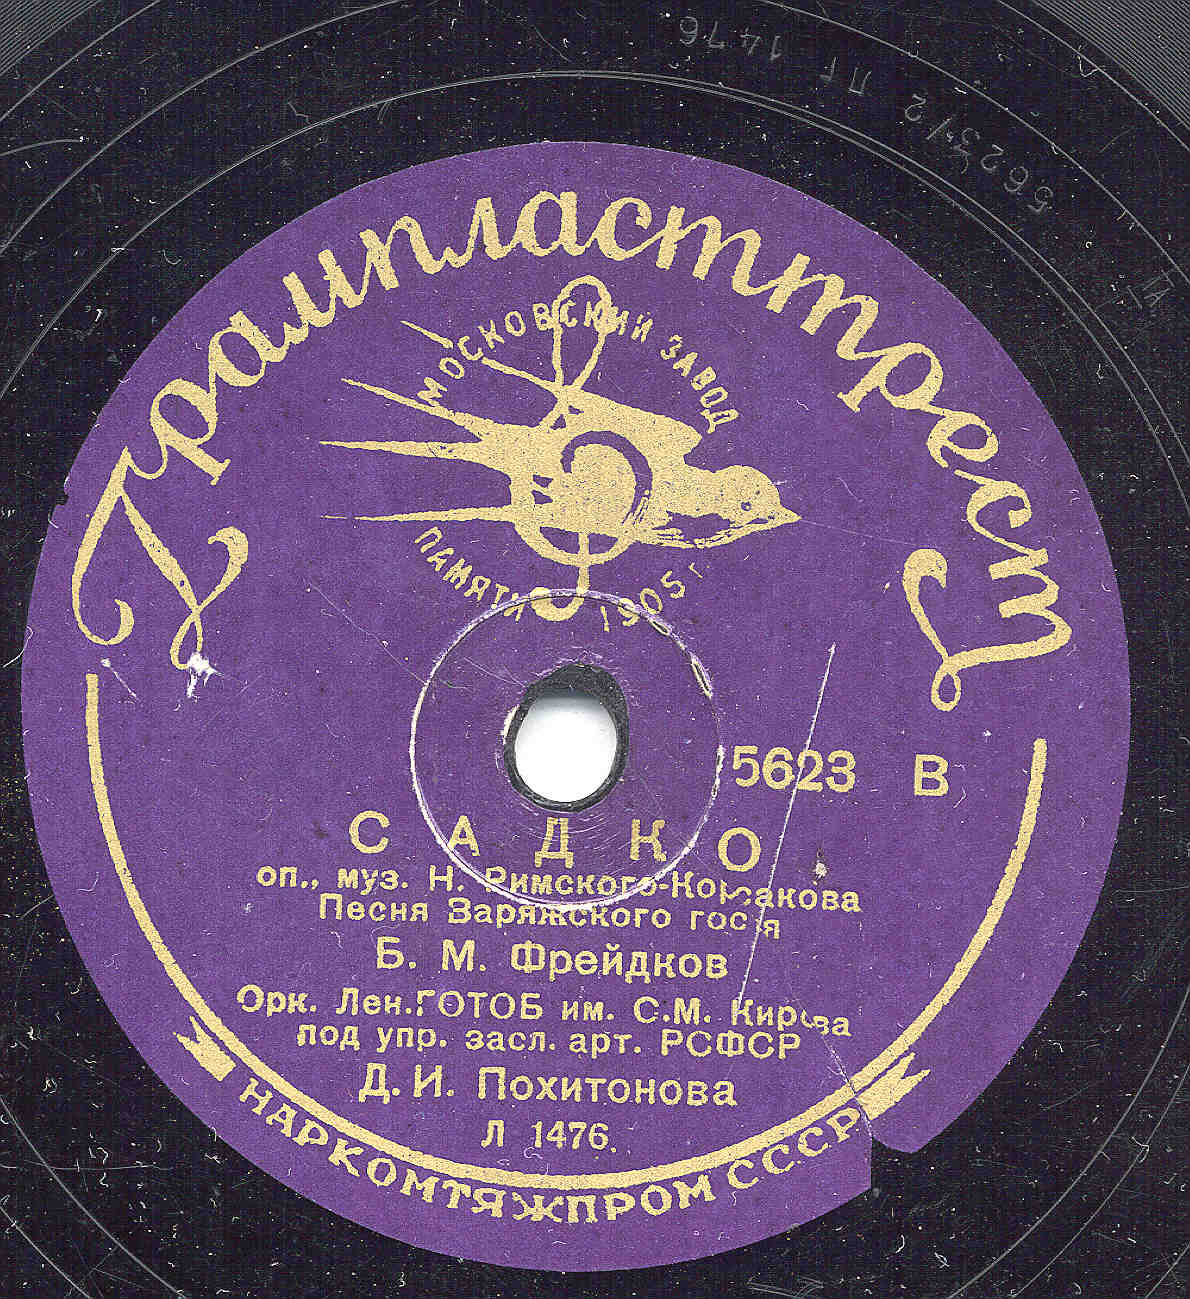 5623/2 ЛГ 1476
Грампласттрест
МОСКОВСКИЙ ЗАВОД
ПАМЯТИ 1905 г.
5623 В
САДКО
оп., муз. Н. Римского-Корсакова
Песня Заряжского гостя
Б. М. Фрейдков
Орк. Лен.ГОТОБ им. С.М. Кирова
под упр. засл. арт. РСФСР
Д. И. Похитонова
Л 1476.
НАРКОМТЯЖПРОМ СССР